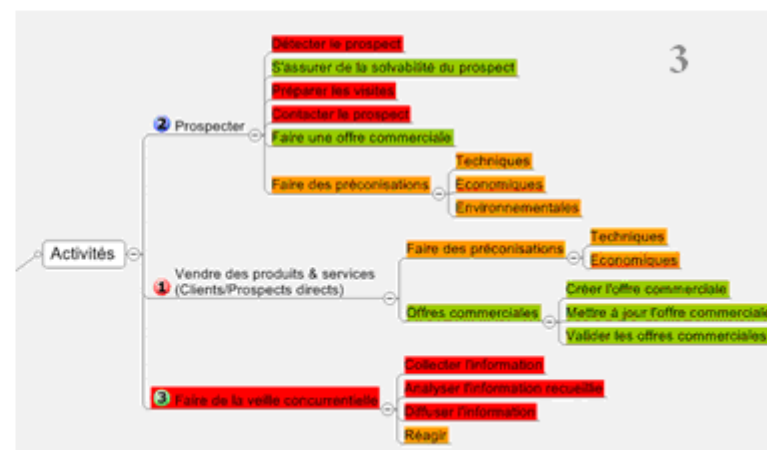 3
Détecter le prospect
S'assurer de la solvabilité du prospect
Préparer les visites
2 Prospecter
Contacter le prospect
Faire une offre commerciale
Faire des préconisations
Techniques
Economiques
Environnementales
Activités
1 Vendre des produits & services
(Clients/Prospects directs)
Faire des préconisations
Techniques
Economiques
Offres commerciales
Créer l'offre commerciale
Mettre à jour l'offre commerciale
Valider les offres commerciales
3 Faire de la veille concurrentielle
Collecter l'information
Analyser l'information recueillie
Diffuser l'information
Réagir